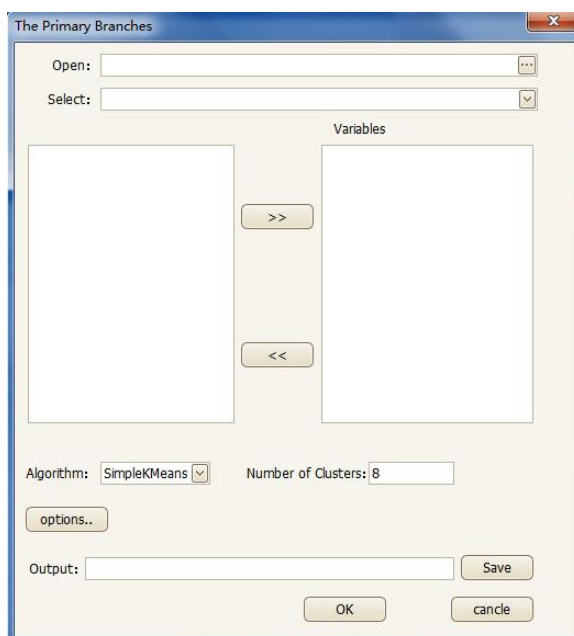 The Primary Branches
Open:
Select:
Variables
>>
<<
Algorithm: SimpleKMeans Number of Clusters: 8
options..
Output: Save
OK cancle